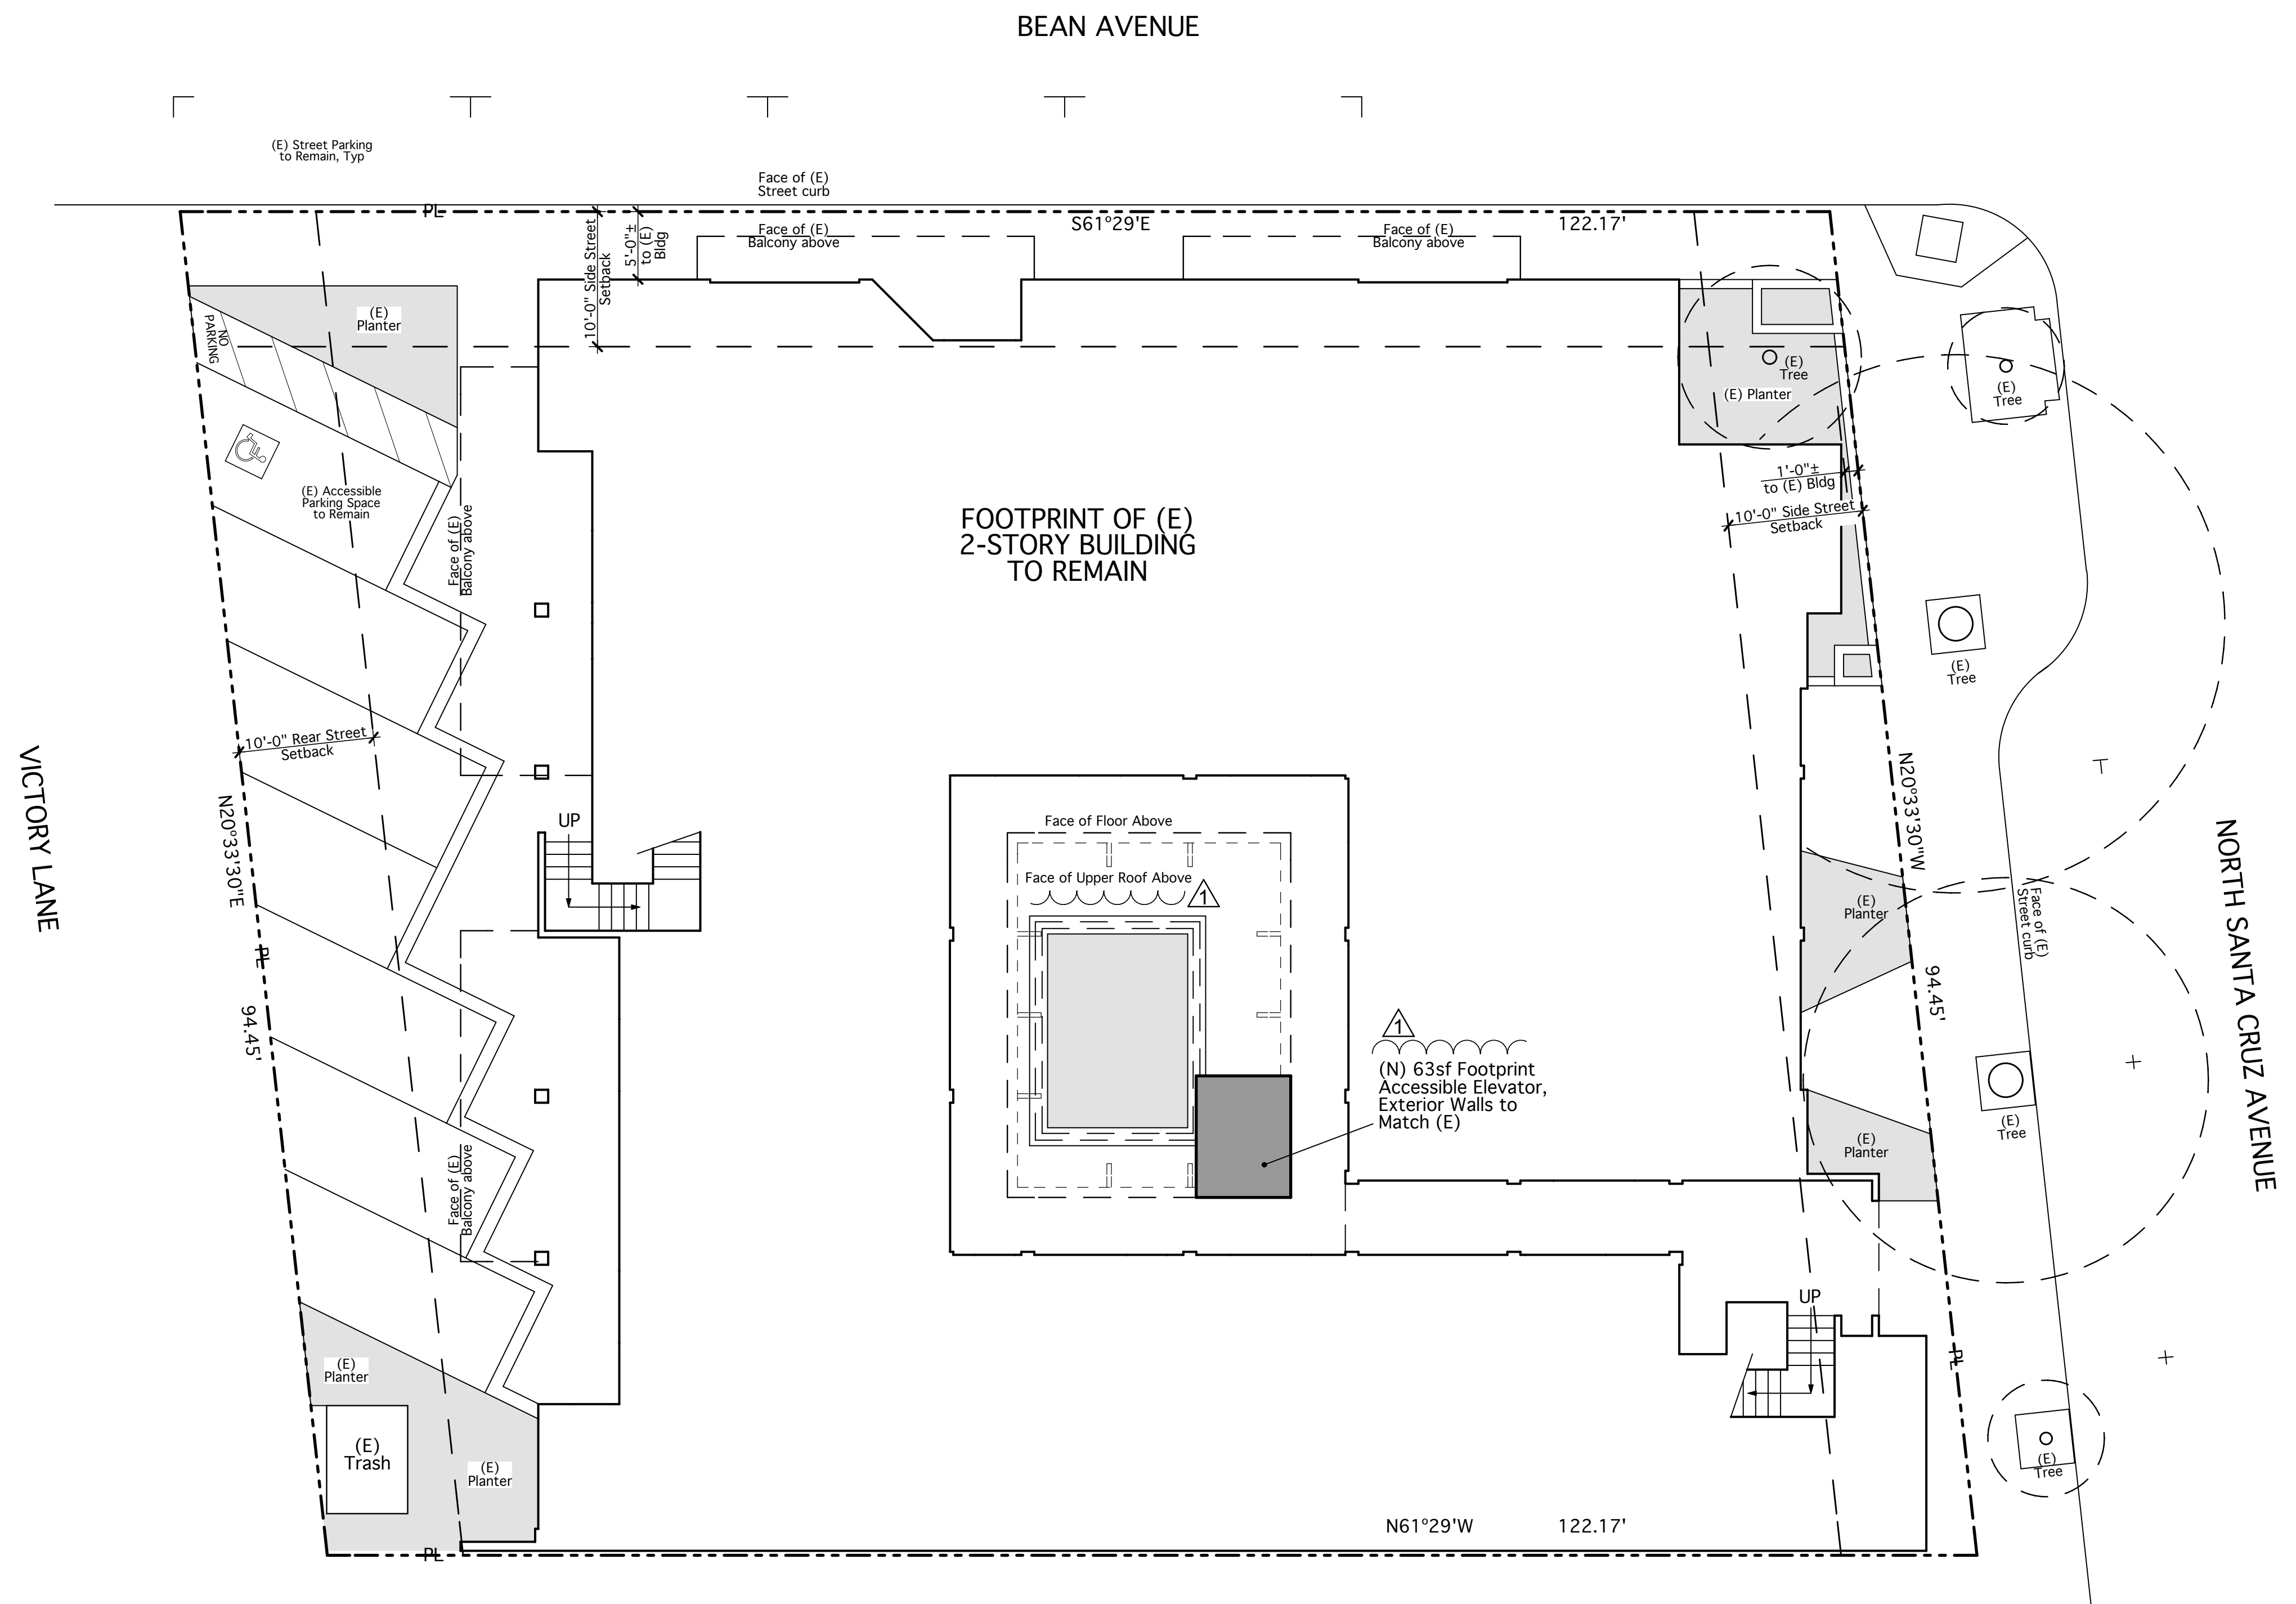 BEAN AVENUE
(E) Street Parking
to Remain, Typ
Face of (E)
Street curb
PL
S61°29'E
122.17'
Face of (E)
Balcony above
Face of (E)
Balcony above
10'-0" Side Street
Setback
5'-0"±
to (E)
Bldg
(E)
Planter
NO
PARKING
(E) Accessible
Parking Space
to Remain
Face of (E)
Balcony above
(E)
Tree
(E) Planter
(E)
Tree
1'-0"±
to (E) Bldg
10'-0" Side Street
Setback
FOOTPRINT OF (E)
2-STORY BUILDING
TO REMAIN
(E)
Tree
10'-0" Rear Street
Setback
VICTORY LANE
N20°33'30"E
PL
94.45'
UP
Face of Floor Above
Face of Upper Roof Above
1
N20°33'30"W
(E)
Planter
Face of (E)
Street curb
94.45'
NORTH SANTA CRUZ AVENUE
1
(N) 63sf Footprint
Accessible Elevator,
Exterior Walls to
Match (E)
(E)
Tree
(E)
Planter
Face of (E)
Balcony above
UP
PL
(E)
Planter
(E)
Trash
(E)
Planter
(E)
Tree
N61°29'W
122.17'
PL